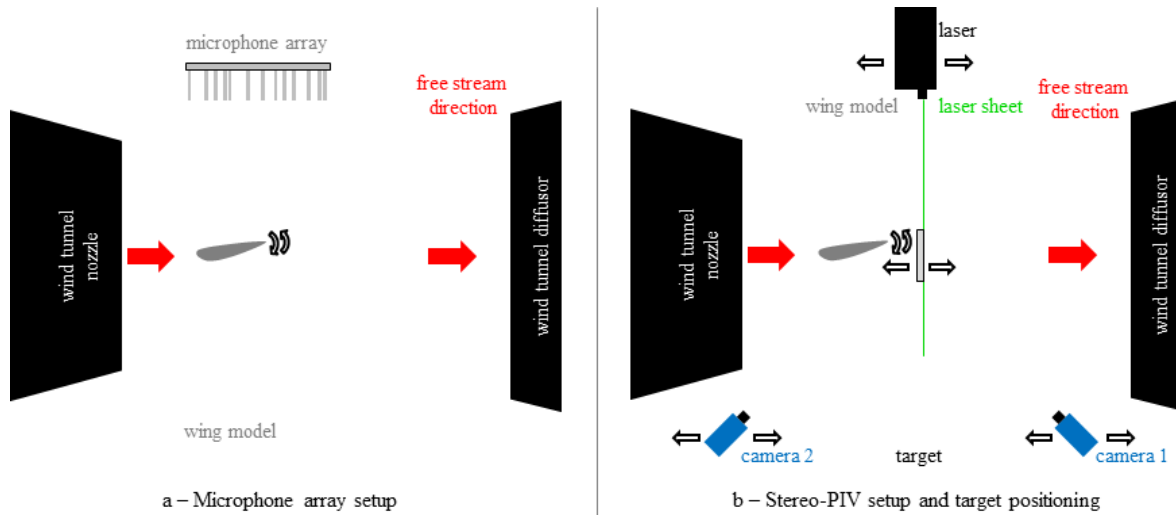 microphone array
free stream
direction
wind tunnel
nozzle
wind tunnel diffusor
wing model
a – Microphone array setup
laser
wing model
laser sheet
free stream
direction
wind tunnel
nozzle
wind tunnel diffusor
camera 2
target
camera 1
b – Stereo-PIV setup and target positioning